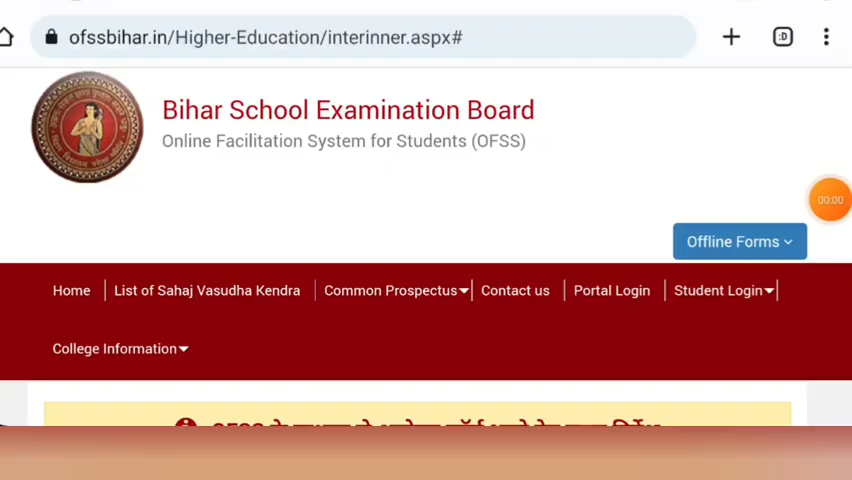 ofssbihar.in/Higher-Education/interinner.aspx#
:D
Bihar School Examination Board
Online Facilitation System for Students (OFSS)
00:00
Offline Forms
Home
List of Sahaj Vasudha Kendra
Common Prospectus
Contact us
Portal Login
Student Login
College Information